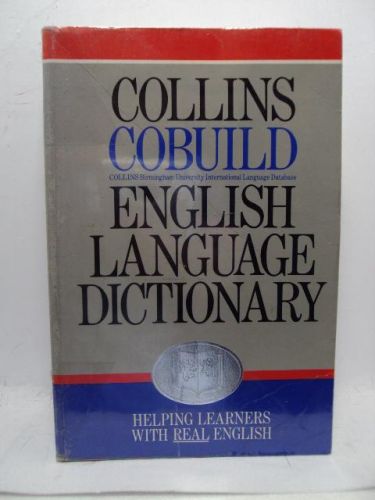 COLLINS
COBUILD
COLLINS Birmingham University International Language Database
ENGLISH
LANGUAGE
DICTIONARY
HELPING LEARNERS
WITH REAL ENGLISH